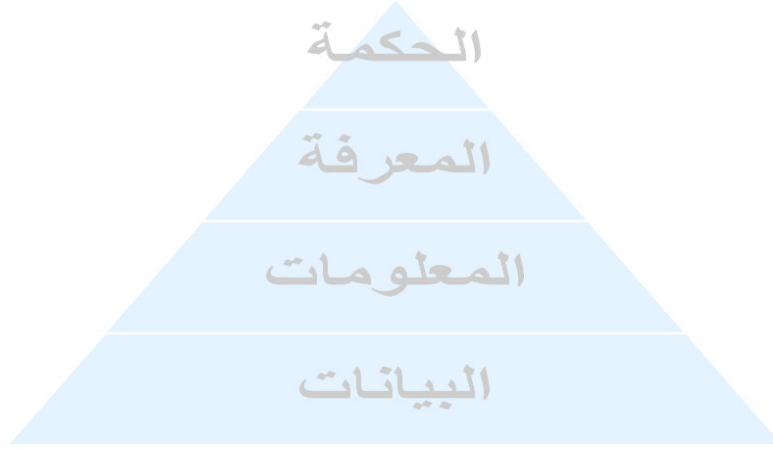 الحكمة
المعرفة
المعلومات
البيانات